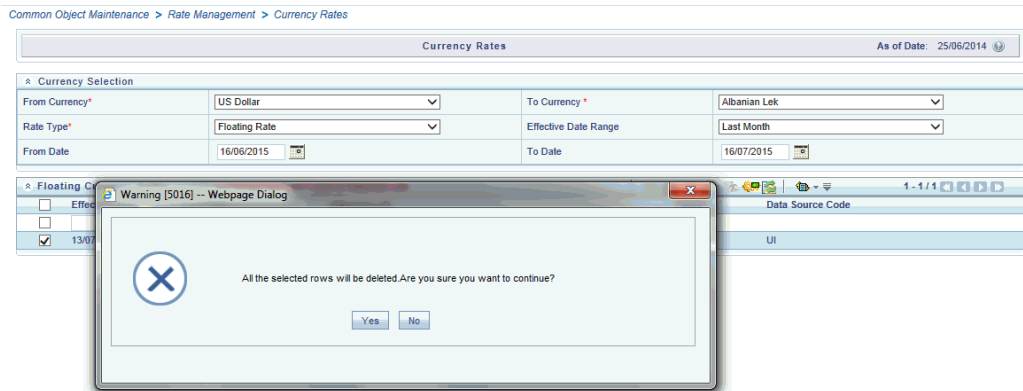 Common Object Maintenance > Rate Management > Currency Rates
Currency Rates As of Date: 25/06/2014
Currency Selection
From Currency* US Dollar To Currency * Albanian Lek
Rate Type* Floating Rate Effective Date Range Last Month
From Date 16/06/2015 To Date 16/07/2015
Floating 1 - 1 / 1
Warning [5016] -- Webpage Dialog
Data Source Code
13/07 UI
All the selected rows will be deleted.Are you sure you want to continue?
Yes No